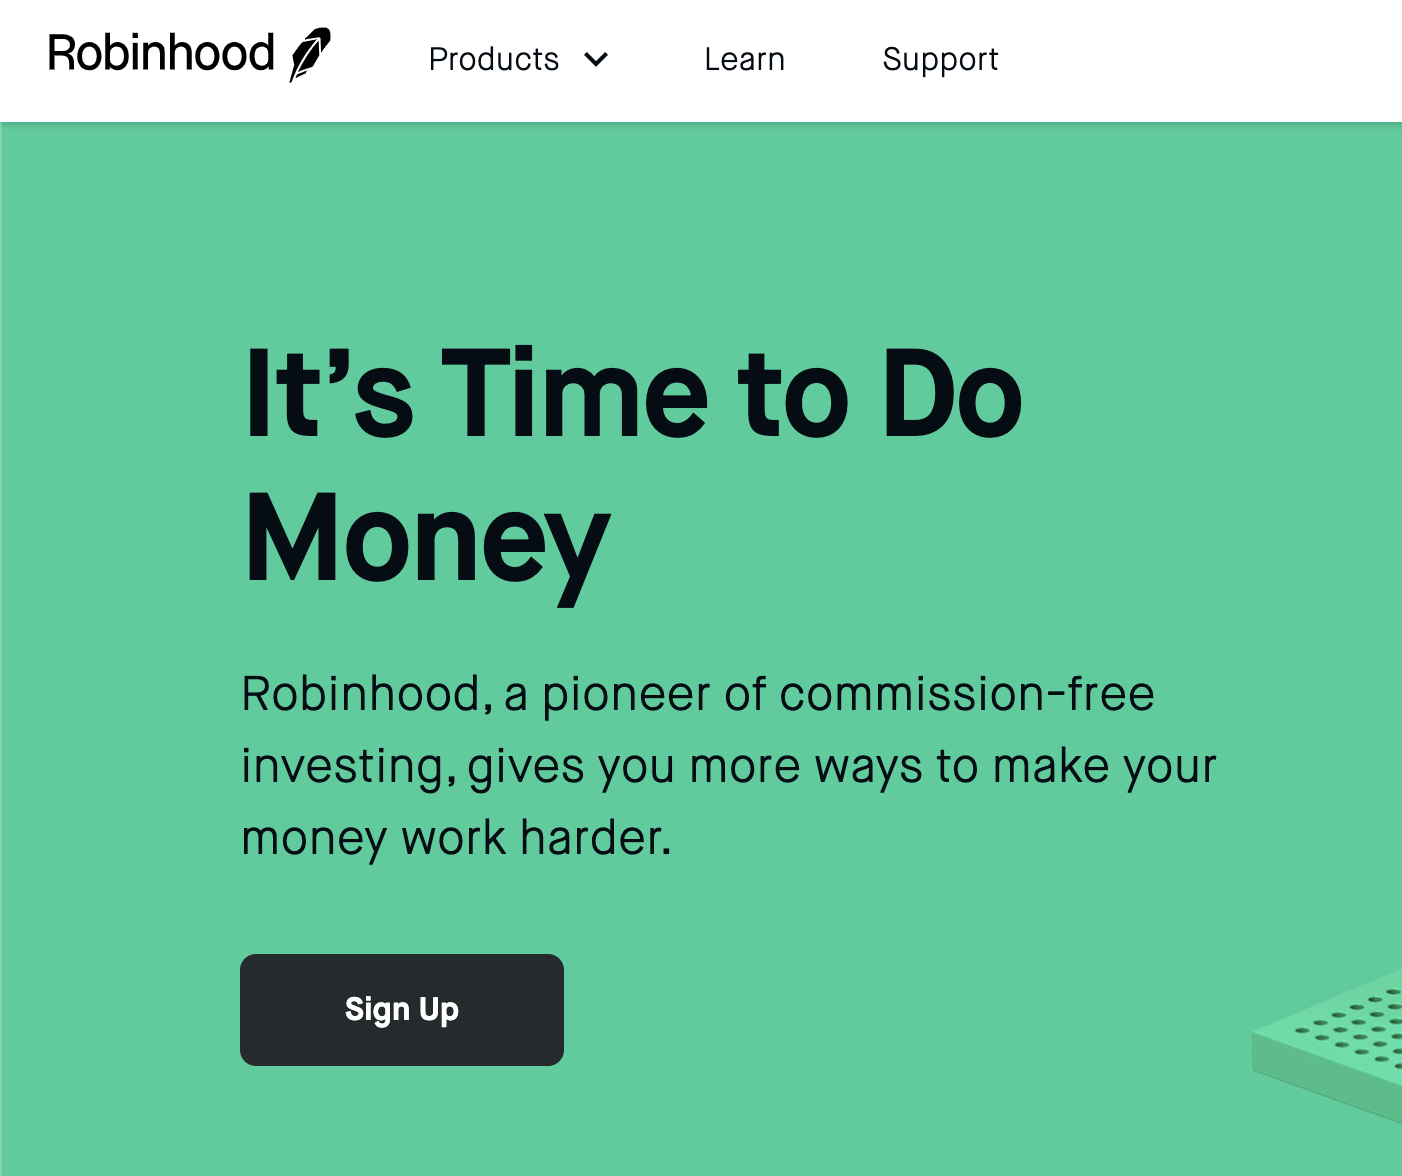 Robinhood
Products
Learn
Support
It’s Time to Do
Money
Robinhood, a pioneer of commission-free
investing, gives you more ways to make your
money work harder.
Sign Up